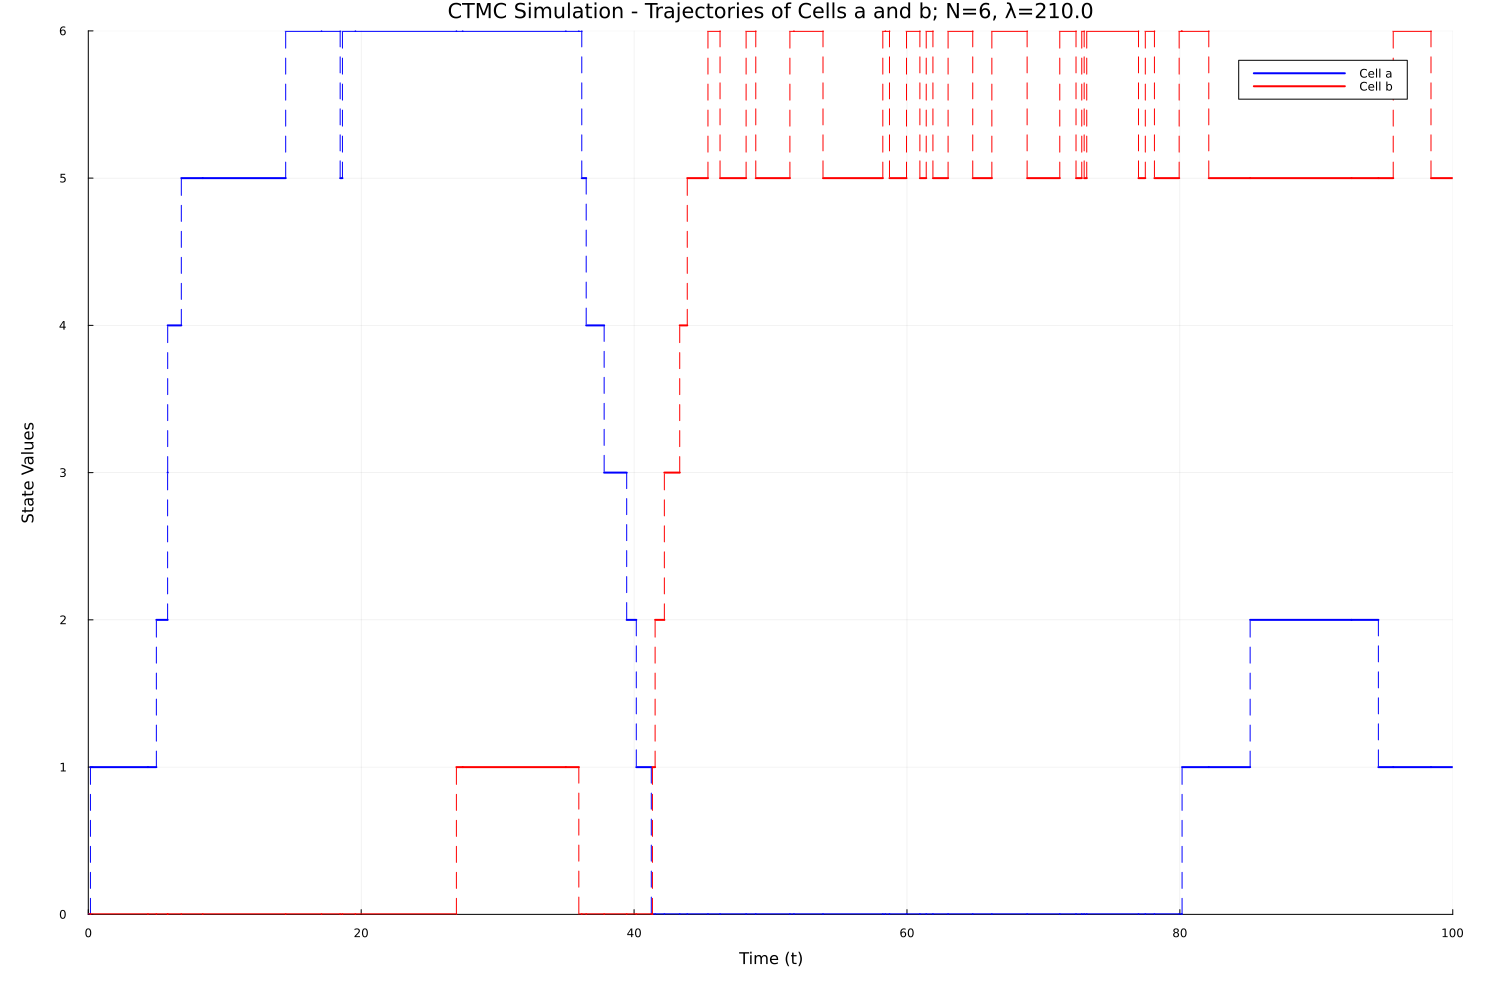 CTMC Simulation - Trajectories of Cells a and b; N=6, λ=210.0
6
5
4
3
2
1
0
State Values
Cell a
Cell b
0 20 40 60 80 100
Time (t)